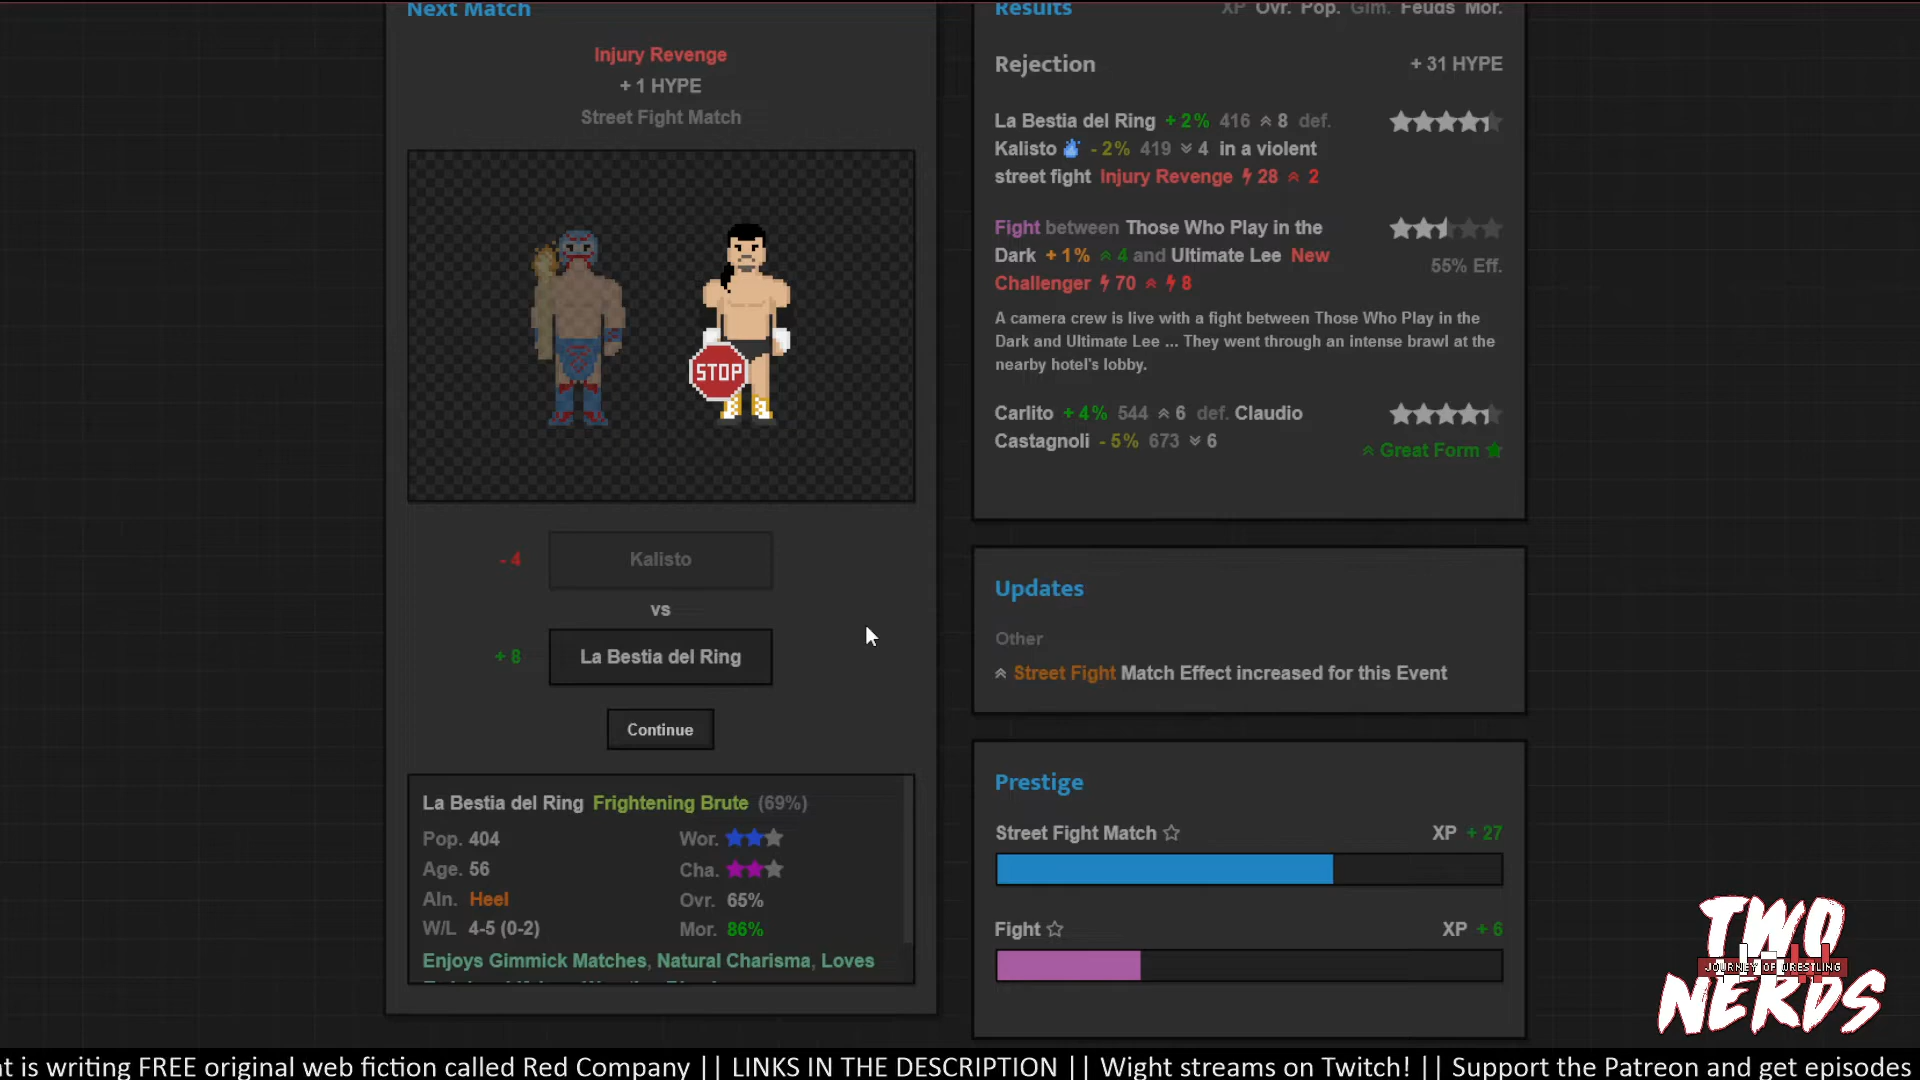 Next Match
Injury Revenge
+ 1 HYPE
Street Fight Match
STOP
- 4
Kalisto
vs
+ 8
La Bestia del Ring
Continue
La Bestia del Ring Frightening Brute (69%)
Pop. 404
Wor.
Age. 56
Cha.
Aln. Heel
Ovr. 65%
W/L 4-5 (0-2)
Mor. 86%
Enjoys Gimmick Matches, Natural Charisma, Loves
Results XP Ovr. Pop. Gim. Feuds Mor.
Rejection + 31 HYPE
La Bestia del Ring + 2% 416 8 def.
Kalisto - 2% 419 4 in a violent
street fight Injury Revenge 28 2
Fight between Those Who Play in the
Dark + 1% 4 and Ultimate Lee New
55% Eff.
Challenger 70 8
A camera crew is live with a fight between Those Who Play in the
Dark and Ultimate Lee ... They went through an intense brawl at the
nearby hotel's lobby.
Carlito + 4% 544 6 def. Claudio
Castagnoli - 5% 673 6
Great Form
Updates
Other
Street Fight Match Effect increased for this Event
Prestige
Street Fight Match XP + 27
Fight XP + 6
TWO
JOURNEY OF WRESTLING
NERDS
t is writing FREE original web fiction called Red Company || LINKS IN THE DESCRIPTION || Wight streams on Twitch! || Support the Patreon and get episodes